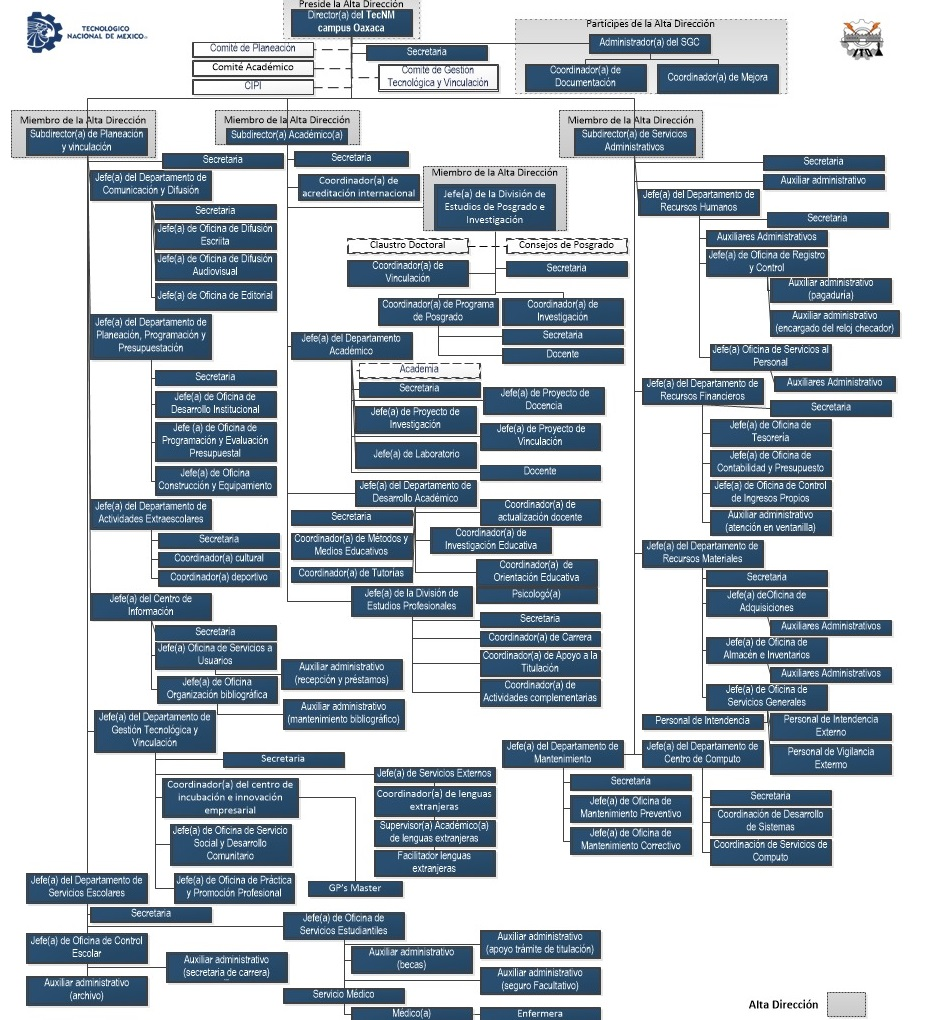 Preside la Alta Dirección
Director(a) del TecNM
campus Oaxaca
TECNOLÓGICO
NACIONAL DE MÉXICO
Comité de Planeación
Comité Académico
CIPI
Secretaria
Comité de Gestión
Tecnológica y Vinculación
Partícipes de la Alta Dirección
Administrador(a) del SGC
Coordinador(a) de
Documentación
Coordinador(a) de Mejora
Miembro de la Alta Dirección
Subdirector(a) de Planeación
y vinculación
Secretaria
Jefe(a) del Departamento de
Comunicación y Difusión
Secretaria
Jefe(a) de Oficina de Difusión
Escriita
Jefe(a) de Oficina de Difusión
Audiovisual
Jefe(a) de Oficina de Editorial
Jefe(a) del Departamento de
Planeación, Programación y
Presupuestación
Secretaria
Jefe(a) de Oficina de
Desarrollo Institucional
Jefe (a) de Oficina de
Programación y Evaluación
Presupuestal
Jefe(a) de Oficina
Construcción y Equipamiento
Jefe(a) del Departamento de
Actividades Extraescolares
Secretaria
Coordinador(a) cultural
Coordinador(a) deportivo
Jefe(a) del Centro de
Información
Secretaria
Jefe(a) Oficina de Servicios a
Usuarios
Auxiliar administrativo
(recepción y préstamos)
Jefe(a) de Oficina
Organización bibliográfica
Auxiliar administrativo
(mantenimiento bibliográfico)
Jefe(a) del Departamento de
Gestión Tecnológica y
Vinculación
Secretaria
Jefe(a) de Servicios Externos
Coordinador(a) del centro de
incubación e innovación
empresarial
Coordinador(a) de lenguas
extranjeras
Supervisor(a) Académico(a)
de lenguas extranjeras
Facilitador lenguas
extranjeras
Jefe(a) de Oficina de Servicio
Social y Desarrollo
Comunitario
Jefe(a) de Oficina de Práctica
y Promoción Profesional
GP's Master
Jefe(a) del Departamento de
Servicios Escolares
Secretaria
Jefe(a) de Oficina de
Servicios Estudiantiles
Jefe(a) de Oficina de Control
Escolar
Auxiliar administrativo
(secretaria de carrera)
Auxiliar administrativo
(archivo)
Auxiliar administrativo
(becas)
Auxiliar administrativo
(apoyo trámite de titulación)
Auxiliar administrativo
(seguro Facultativo)
Servicio Médico
Médico(a)
Enfermera
Miembro de la Alta Dirección
Subdirector(a) Académico(a)
Secretaria
Coordinador(a) de
acreditación internacional
Miembro de la Alta Dirección
Jefe(a) de la División de
Estudios de Posgrado e
Investigación
Claustro Doctoral
Consejos de Posgrado
Coordinador(a) de
Vinculación
Secretaria
Coordinador(a) de Programa
de Posgrado
Coordinador(a) de
Investigación
Secretaria
Docente
Jefe(a) del Departamento
Académico
Academia
Secretaria
Jefe(a) de Proyecto de
Docencia
Jefe(a) de Proyecto de
Investigación
Jefe(a) de Proyecto de
Vinculación
Jefe(a) de Laboratorio
Docente
Jefe(a) del Departamento de
Desarrollo Académico
Secretaria
Coordinador(a) de
actualización docente
Coordinador(a) de Métodos y
Medios Educativos
Coordinador(a) de
Investigación Educativa
Coordinador(a) de Tutorías
Coordinador(a) de
Orientación Educativa
Psicologó(a)
Jefe(a) de la División de
Estudios Profesionales
Secretaria
Coordinador(a) de Carrera
Coordinador(a) de Apoyo a la
Titulación
Coordinador(a) de
Actividades complementarias
Miembro de la Alta Dirección
Subdirector(a) de Servicios
Administrativos
Secretaria
Auxiliar administrativo
Jefe(a) del Departamento de
Recursos Humanos
Secretaria
Auxiliares Administrativos
Jefe(a) de Oficina de Registro
y Control
Auxiliar administrativo
(pagaduría)
Auxiliar administrativo
(encargado del reloj checador)
Jefe(a) Oficina de Servicios al
Personal
Auxiliares Administrativo
Jefe(a) del Departamento de
Recursos Financieros
Secretaria
Jefe(a) de Oficina de
Tesorería
Jefe(a) de Oficina de
Contabilidad y Presupuesto
Jefe(a) de Oficina de Control
de Ingresos Propios
Auxiliar administrativo
(atención en ventanilla)
Jefe(a) del Departamento de
Recursos Materiales
Secretaria
Jefe(a) deOficina de
Adquisiciones
Auxiliares Administrativos
Jefe(a) de Oficina de
Almacén e Inventarios
Auxiliares Administrativos
Jefe(a) de Oficina de
Servicios Generales
Personal de Intendencia
Personal de Intendencia
Externo
Personal de Vigilancia
Externo
Jefe(a) del Departamento de
Mantenimiento
Secretaria
Jefe(a) de Oficina de
Mantenimiento Preventivo
Jefe(a) de Oficina de
Mantenimiento Correctivo
Jefe(a) del Departamento de
Centro de Computo
Secretaria
Coordinación de Desarrollo
de Sistemas
Coordinación de Servicios de
Computo
Alta Dirección